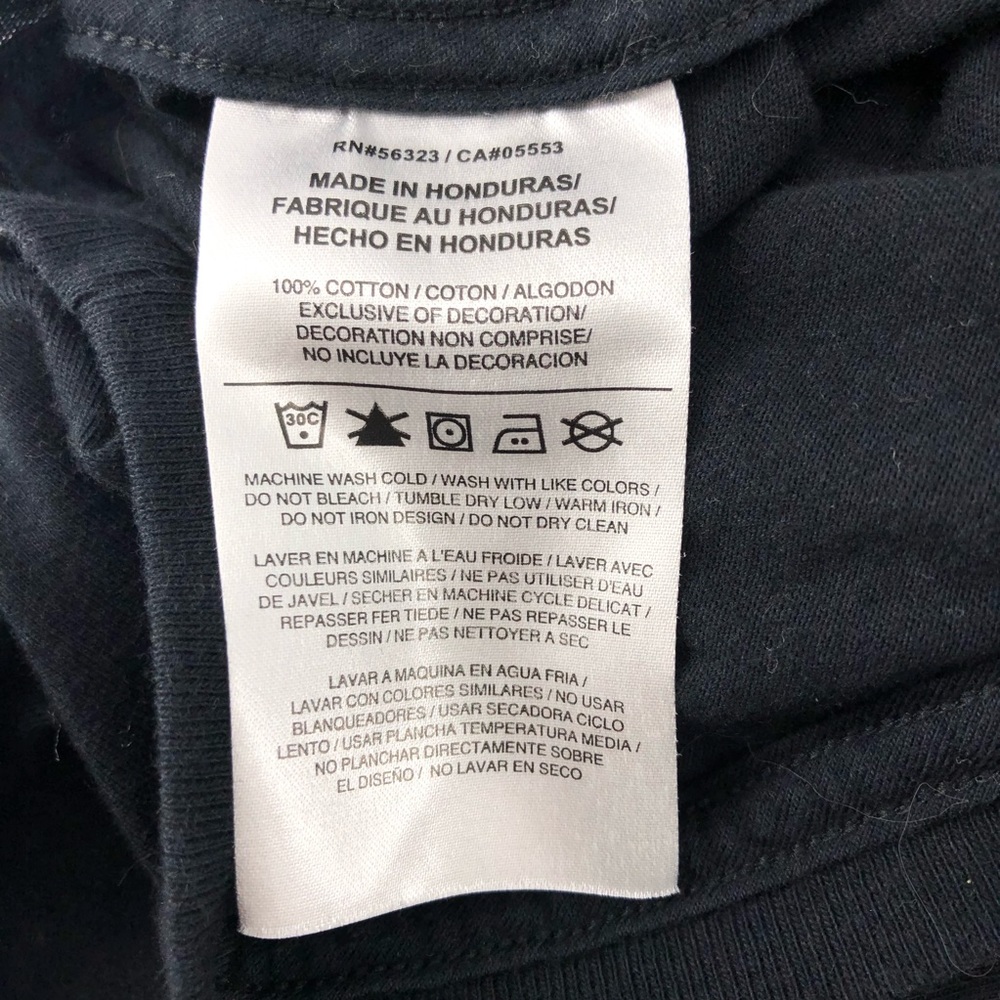 RN#56323 / CA#05553
MADE IN HONDURAS/
FABRIQUE AU HONDURAS/
HECHO EN HONDURAS
100% COTTON / COTON / ALGODON
EXCLUSIVE OF DECORATION/
DECORATION NON COMPRISE/
NO INCLUYE LA DECORACION
30C
MACHINE WASH COLD / WASH WITH LIKE COLORS /
DO NOT BLEACH / TUMBLE DRY LOW / WARM IRON /
DO NOT IRON DESIGN / DO NOT DRY CLEAN
LAVER EN MACHINE A L'EAU FROIDE / LAVER AVEC
COULEURS SIMILAIRES / NE PAS UTILISER D'EAU
DE JAVEL / SECHER EN MACHINE CYCLE DELICAT /
REPASSER FER TIEDE / NE PAS REPASSER LE
DESSIN / NE PAS NETTOYER A SEC
LAVAR A MAQUINA EN AGUA FRIA /
LAVAR CON COLORES SIMILARES / NO USAR
BLANQUEADORES / USAR SECADORA CICLO
LENTO / USAR PLANCHA TEMPERATURA MEDIA /
NO PLANCHAR DIRECTAMENTE SOBRE
EL DISEÑO / NO LAVAR EN SECO